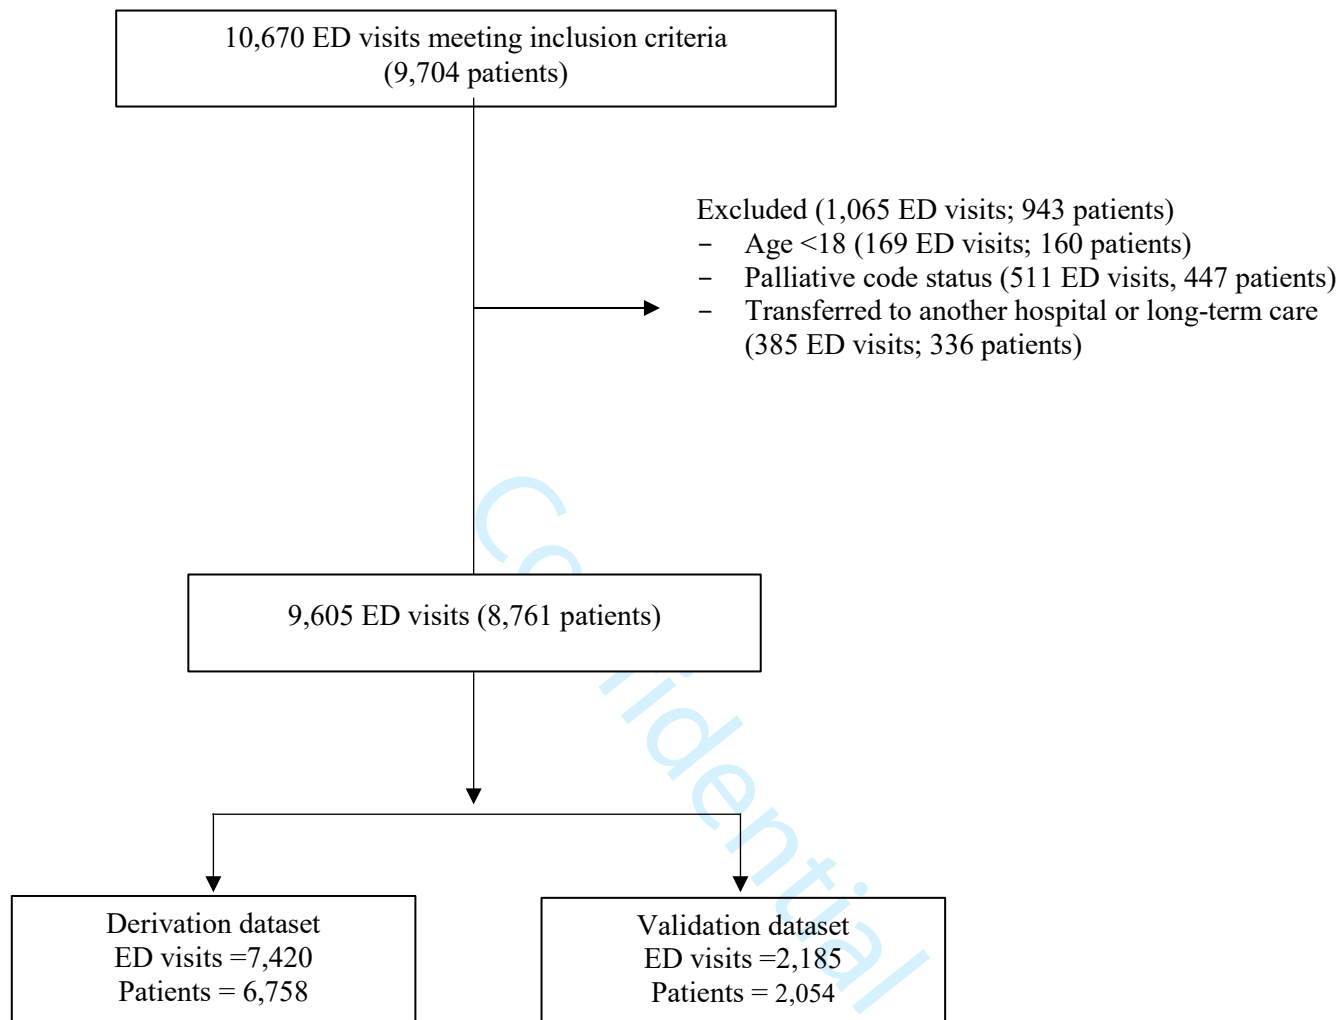 10,670 ED visits meeting inclusion criteria
(9,704 patients)
Excluded (1,065 ED visits; 943 patients)
− Age <18 (169 ED visits; 160 patients)
− Palliative code status (511 ED visits, 447 patients)
− Transferred to another hospital or long-term care
(385 ED visits; 336 patients)
9,605 ED visits (8,761 patients)
Confidential
Derivation dataset
ED visits =7,420
Patients = 6,758
Validation dataset
ED visits =2,185
Patients = 2,054